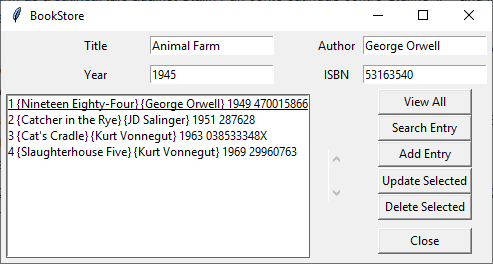 BookStore
Title Animal Farm Author George Orwell
Year 1945 ISBN 53163540
1 {Nineteen Eighty-Four} {George Orwell} 1949 470015866
2 {Catcher in the Rye} {JD Salinger} 1951 287628
3 {Cat's Cradle} {Kurt Vonnegut} 1963 038533348X
4 {Slaughterhouse Five} {Kurt Vonnegut} 1969 29960763
View All
Search Entry
Add Entry
Update Selected
Delete Selected
Close